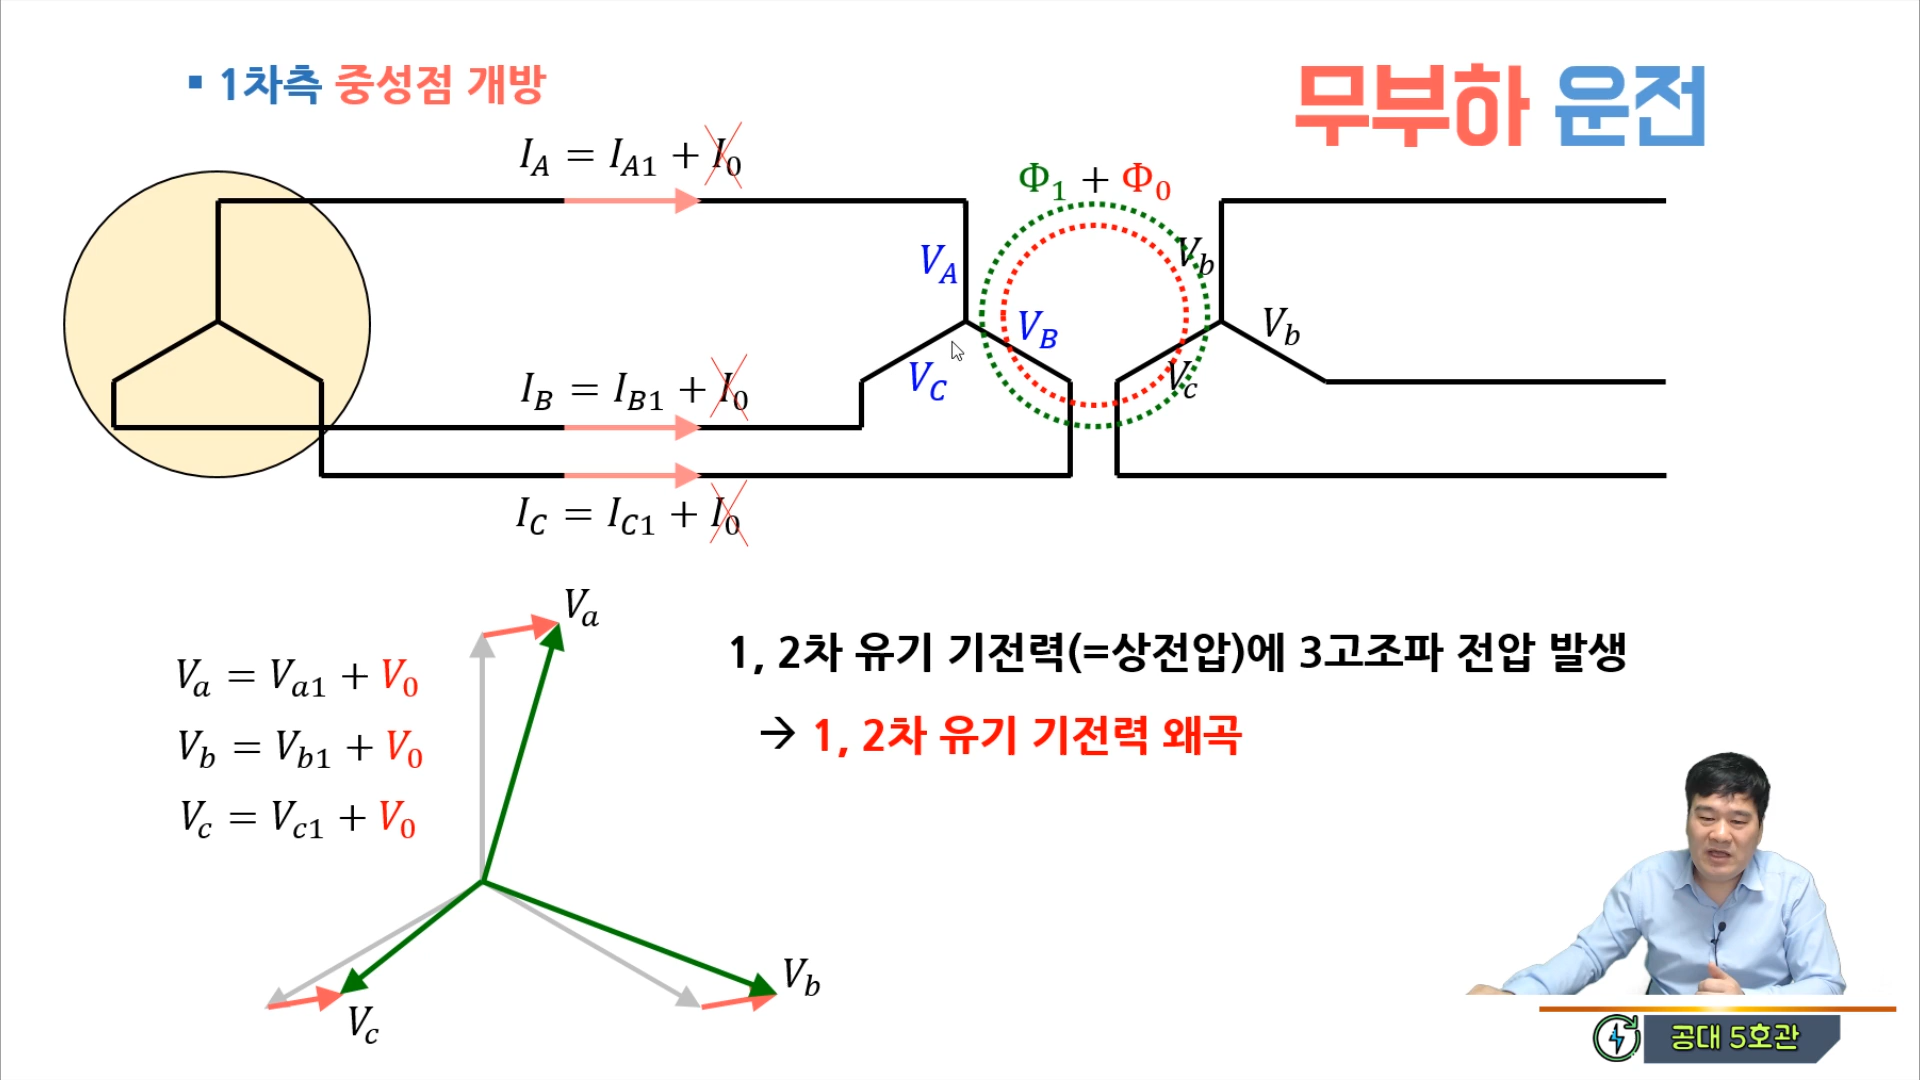 ▪ 1차측 중성점 개방
무부하 운전
I_A = I_A1 + I_0
Φ_1 + Φ_0
V_A
V_b
V_B
V_b
V_C
V_c
I_B = I_B1 + I_0
I_C = I_C1 + I_0
V_a
V_a = V_a1 + V_0
V_b = V_b1 + V_0
V_c = V_c1 + V_0
1, 2차 유기 기전력(=상전압)에 3고조파 전압 발생
→ 1, 2차 유기 기전력 왜곡
V_b
V_c
공대 5호관